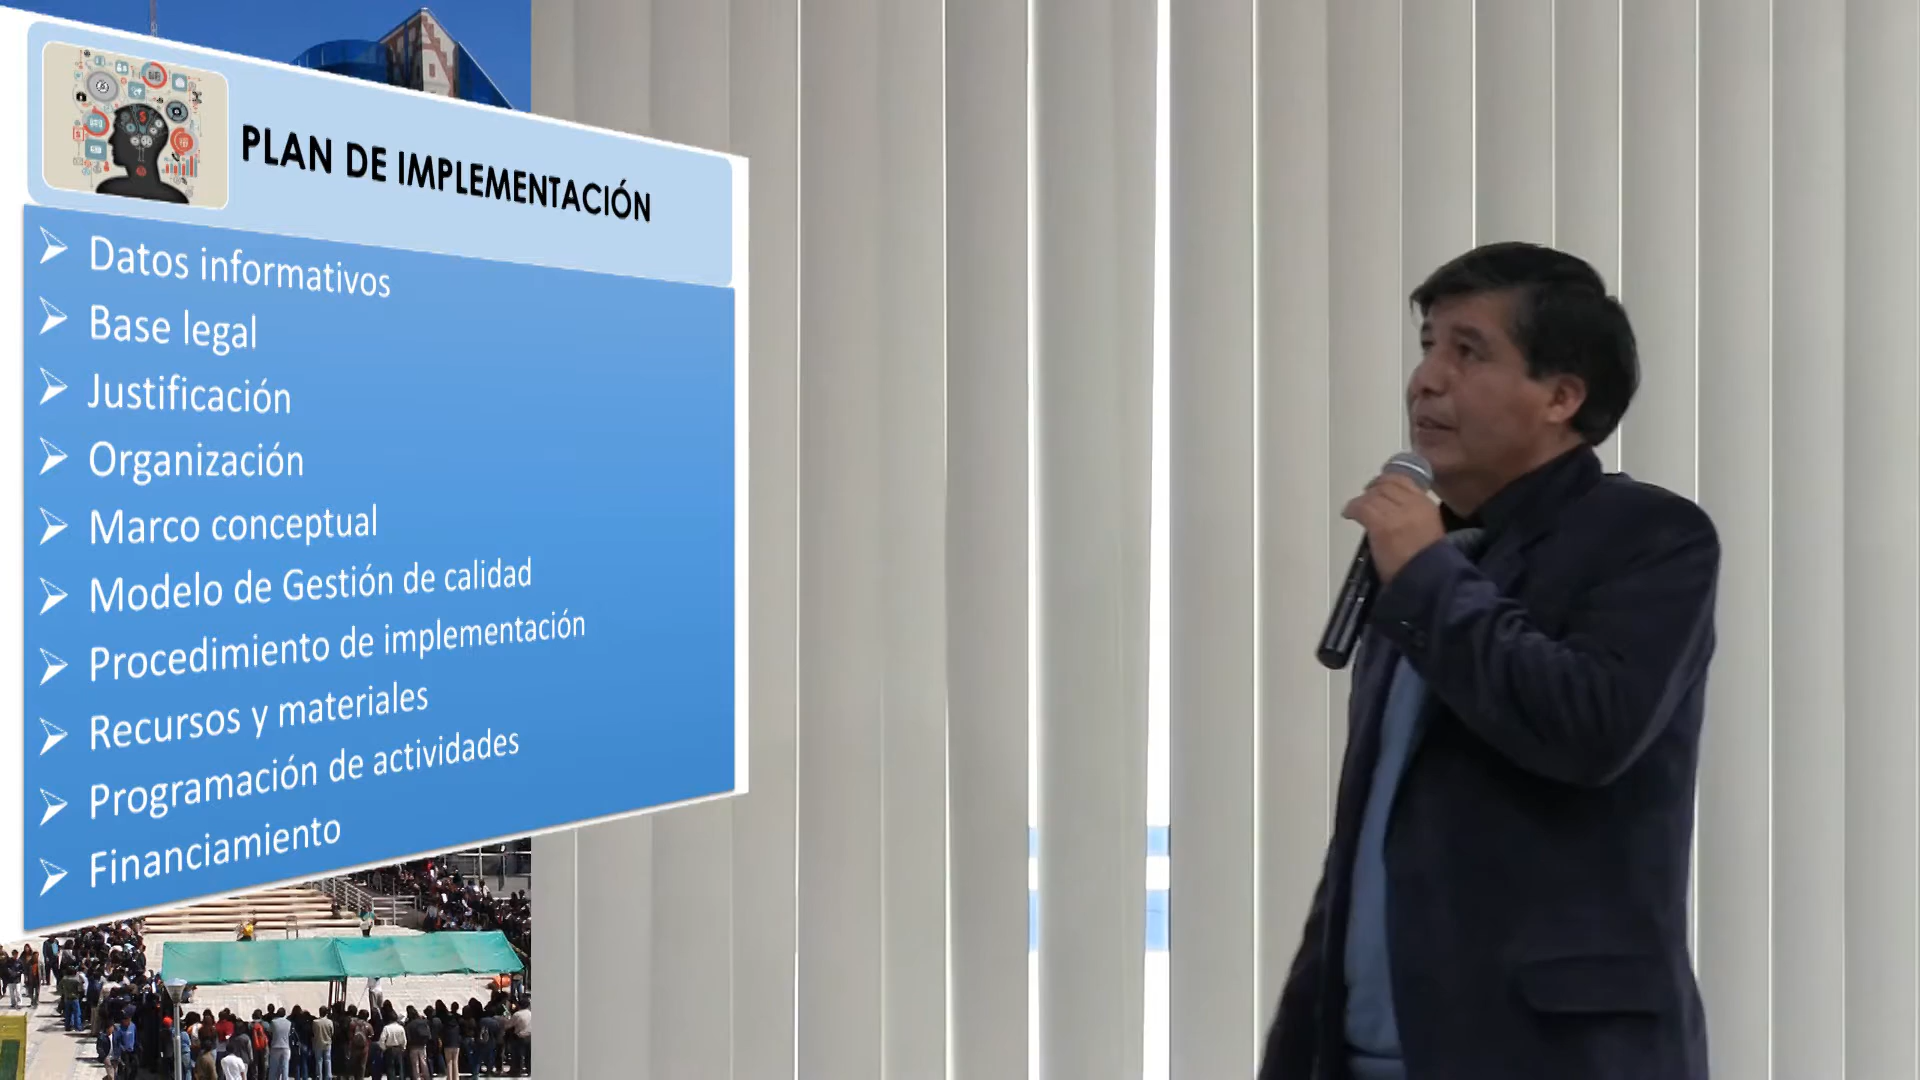 PLAN DE IMPLEMENTACIÓN
Datos informativos
Base legal
Justificación
Organización
Marco conceptual
Modelo de Gestión de calidad
Procedimiento de implementación
Recursos y materiales
Programación de actividades
Financiamiento